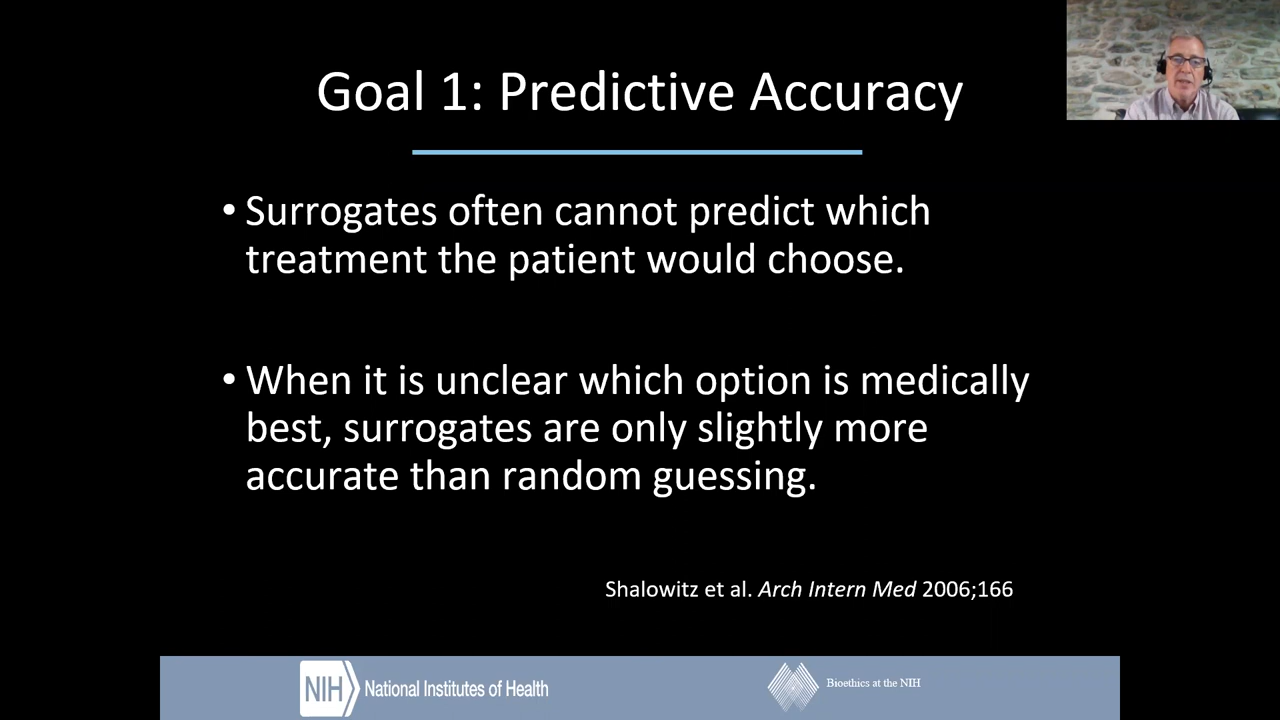 Goal 1: Predictive Accuracy
• Surrogates often cannot predict which
treatment the patient would choose.
• When it is unclear which option is medically
best, surrogates are only slightly more
accurate than random guessing.
Shalowitz et al. Arch Intern Med 2006;166
NIH National Institutes of Health
Bioethics at the NIH